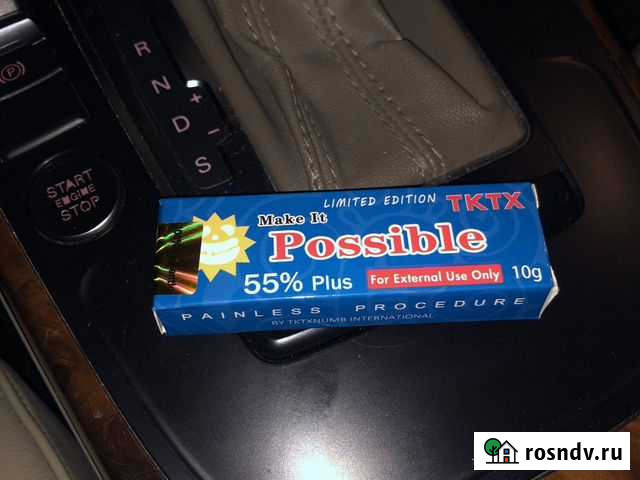 R
N
D
S
+
−
(P)
START
ENGINE
STOP
LIMITED EDITION TKTX
Make It
Possible
55% Plus For External Use Only 10g
PAINLESS PROCEDURE
BY TKTXNUMB INTERNATIONAL
rosndv.ru